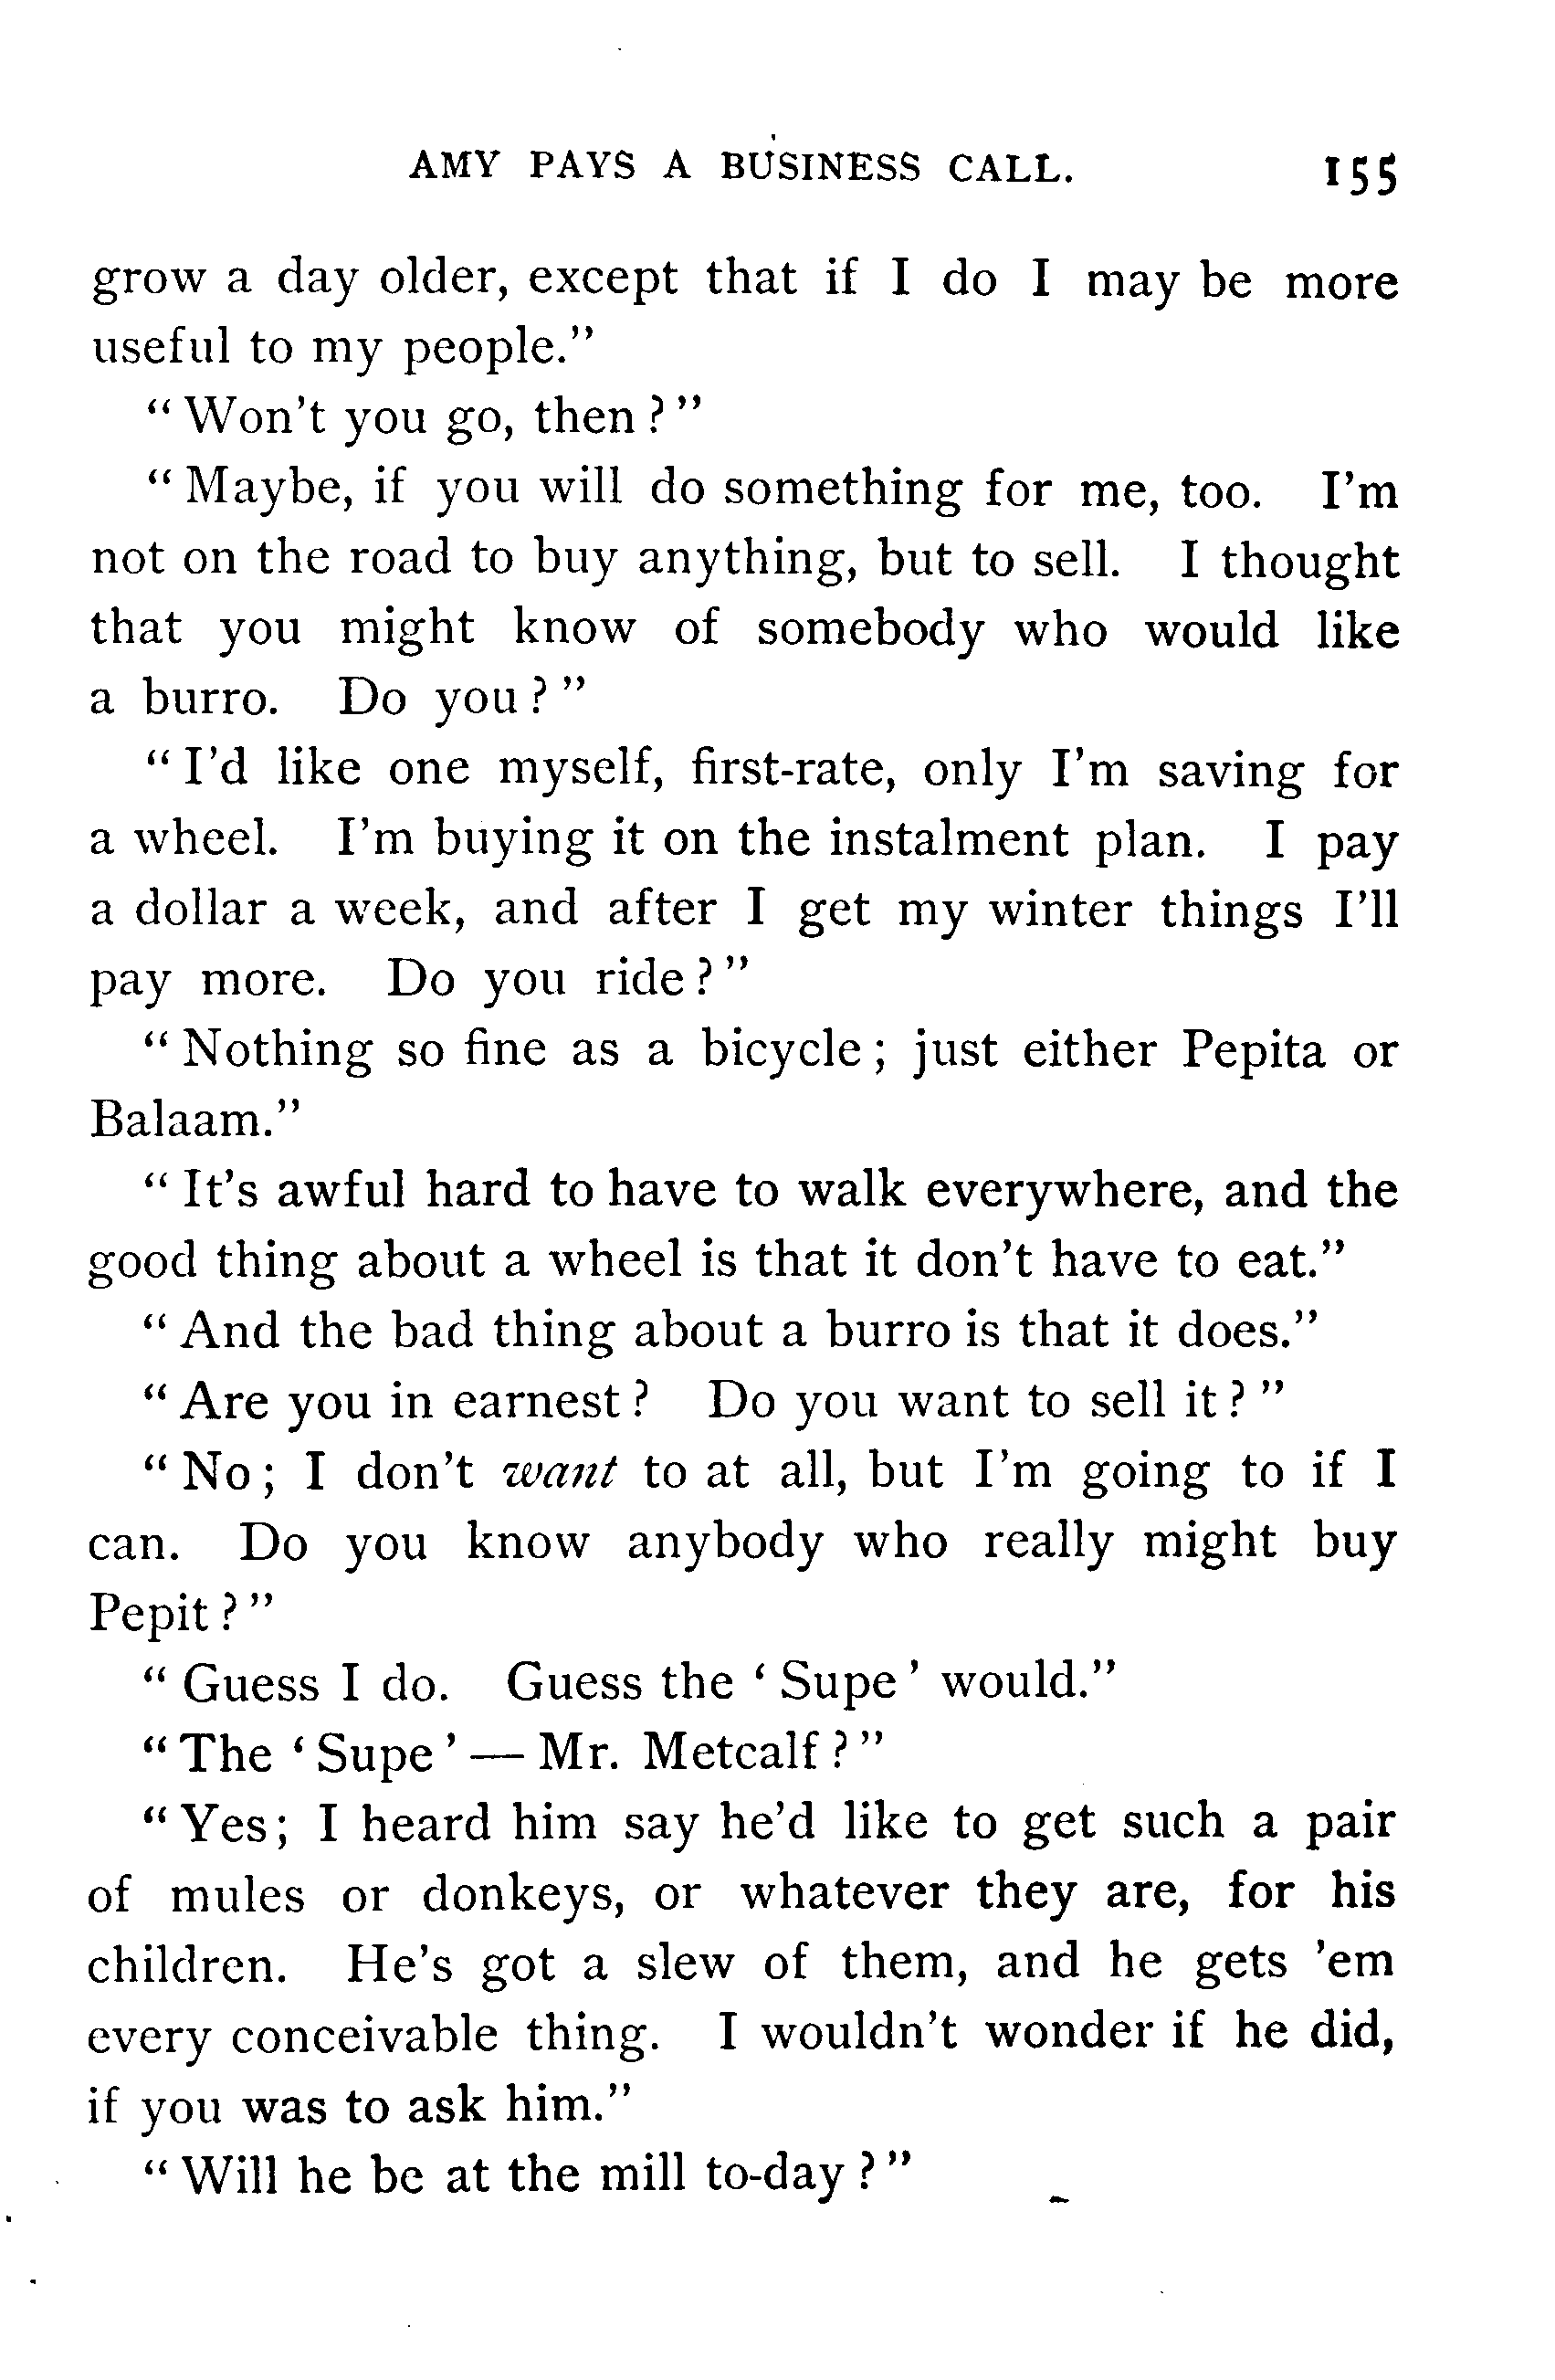 AMY PAYS A BUSINESS CALL. 155
grow a day older, except that if I do I may be more
useful to my people.”
“Won’t you go, then?”
“Maybe, if you will do something for me, too. I’m
not on the road to buy anything, but to sell. I thought
that you might know of somebody who would like
a burro. Do you?”
“I’d like one myself, first-rate, only I’m saving for
a wheel. I’m buying it on the instalment plan. I pay
a dollar a week, and after I get my winter things I’ll
pay more. Do you ride?”
“Nothing so fine as a bicycle; just either Pepita or
Balaam.”
“It’s awful hard to have to walk everywhere, and the
good thing about a wheel is that it don’t have to eat.”
“And the bad thing about a burro is that it does.”
“Are you in earnest? Do you want to sell it?”
“No; I don’t want to at all, but I’m going to if I
can. Do you know anybody who really might buy
Pepit?”
“Guess I do. Guess the ‘Supe’ would.”
“The ‘Supe’ — Mr. Metcalf?”
“Yes; I heard him say he’d like to get such a pair
of mules or donkeys, or whatever they are, for his
children. He’s got a slew of them, and he gets ’em
every conceivable thing. I wouldn’t wonder if he did,
if you was to ask him.”
“Will he be at the mill to-day?”